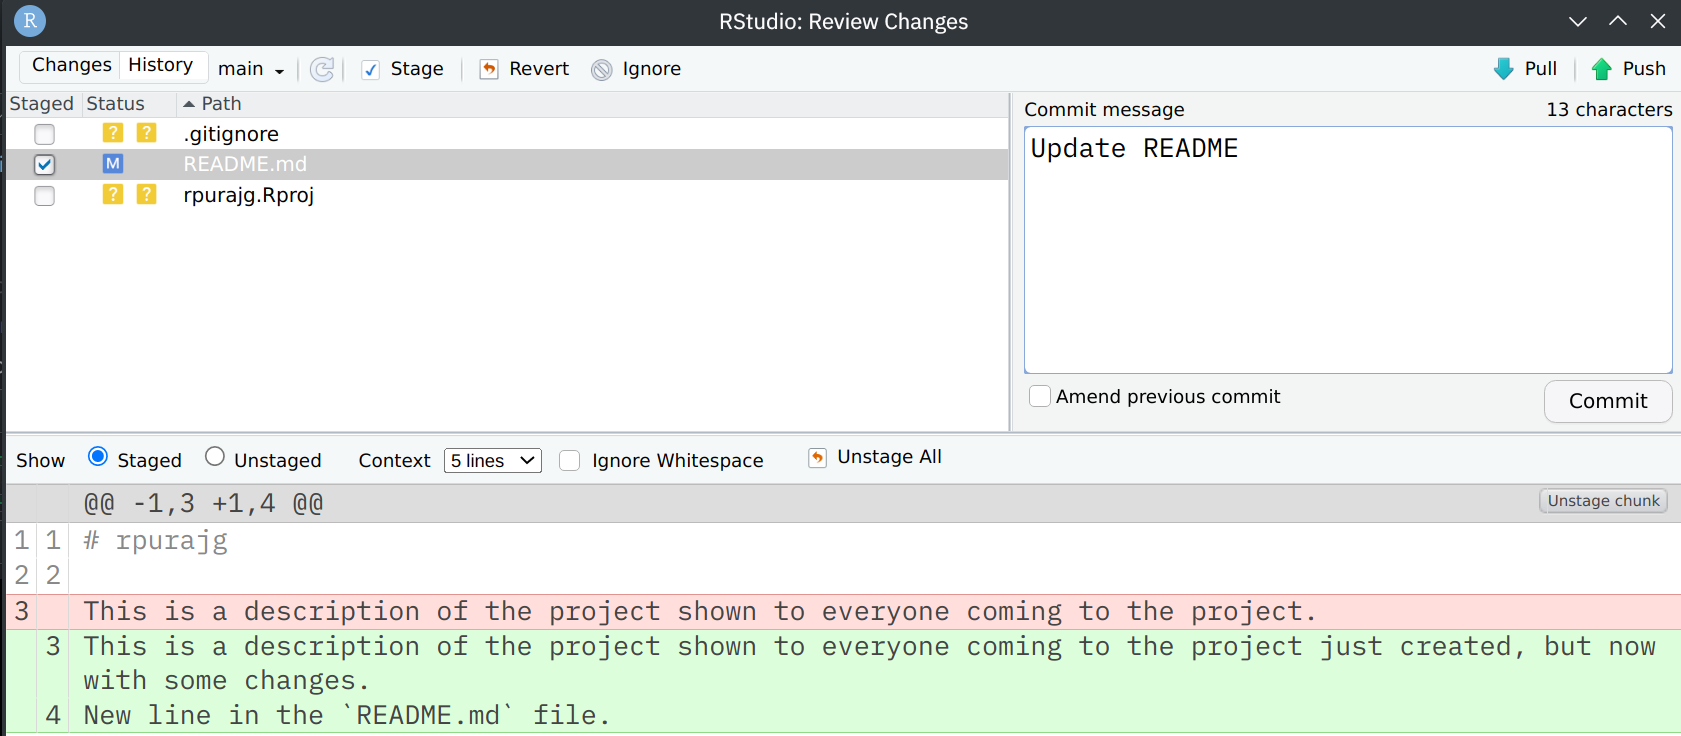 R RStudio: Review Changes
Changes History main Stage Revert Ignore Pull Push
Staged Status Path
? ? .gitignore
M README.md
? ? rpurajg.Rproj
Commit message 13 characters
Update README
Amend previous commit Commit
Show Staged Unstaged Context 5 lines Ignore Whitespace Unstage All
@@ -1,3 +1,4 @@ Unstage chunk
1 1 # rpurajg
2 2
3 This is a description of the project shown to everyone coming to the project.
3 This is a description of the project shown to everyone coming to the project just created, but now
with some changes.
4 New line in the `README.md` file.